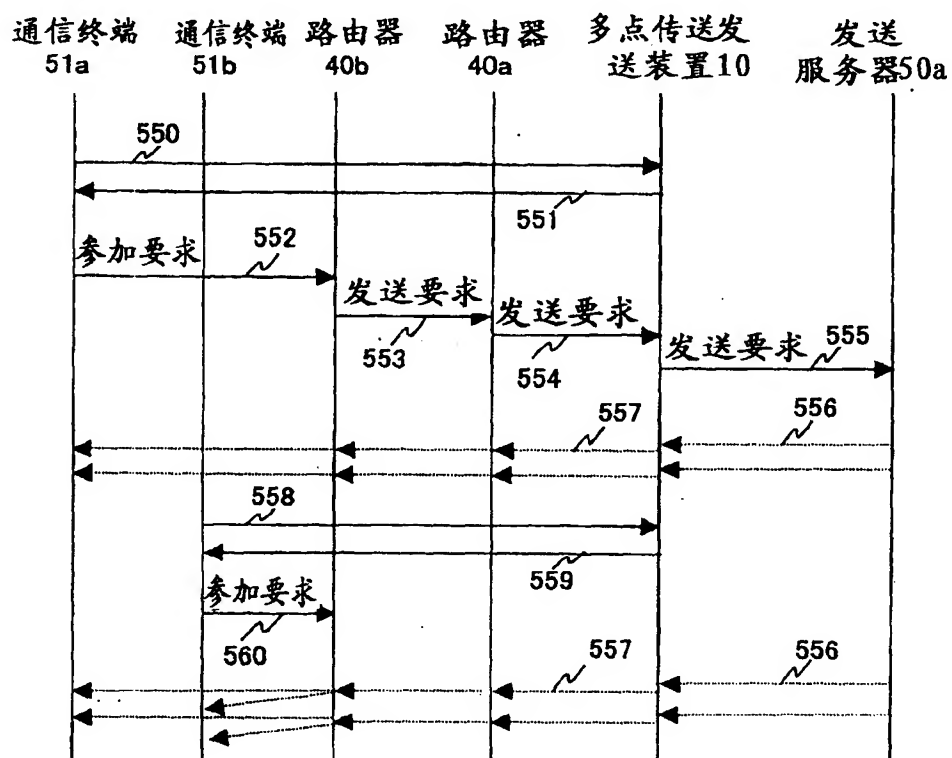 通信终端
51a
通信终端
51b
路由器
40b
路由器
40a
多点传送发
送装置10
发送
服务器50a
550
551
参加要求
552
发送要求
553
发送要求
554
发送要求
555
557
556
558
559
参加要求
560
557
556